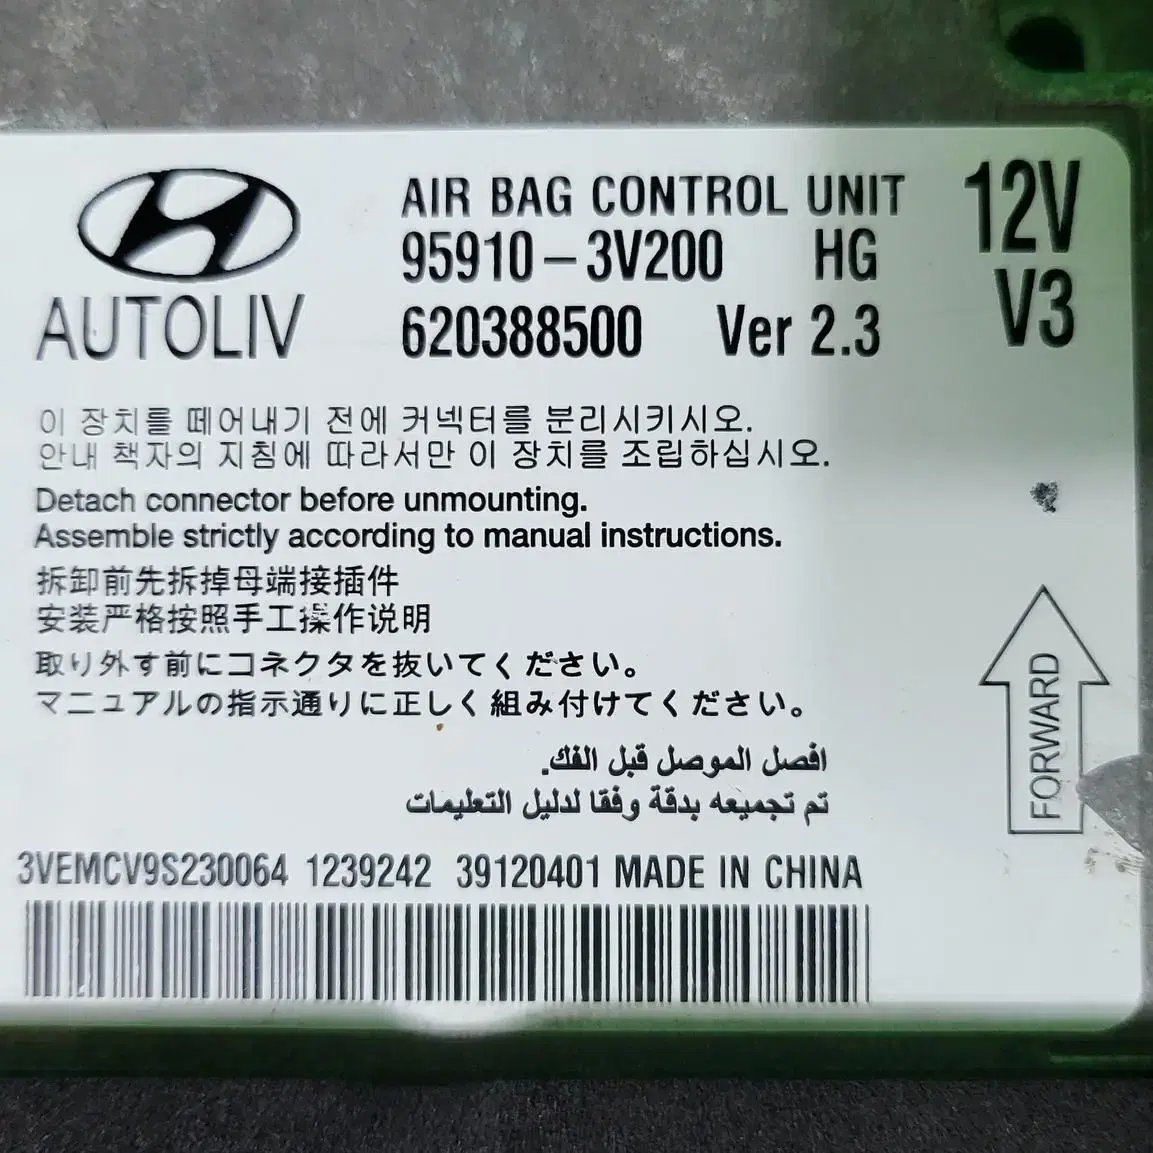 AIR BAG CONTROL UNIT 12V
95910-3V200 HG
AUTOLIV 620388500 Ver 2.3 V3
이 장치를 떼어내기 전에 커넥터를 분리시키시오.
안내 책자의 지침에 따라서만 이 장치를 조립하십시오.
Detach connector before unmounting.
Assemble strictly according to manual instructions.
拆卸前先拆掉母端接插件
安装严格按照手工操作说明
取り外す前にコネクタを抜いてください。
マニュアルの指示通りに正しく組み付けてください。
افصل الموصل قبل الفك.
تم تجميعه بدقة وفقا لدليل التعليمات
FORWARD
3VEMCV9S230064 1239242 39120401 MADE IN CHINA